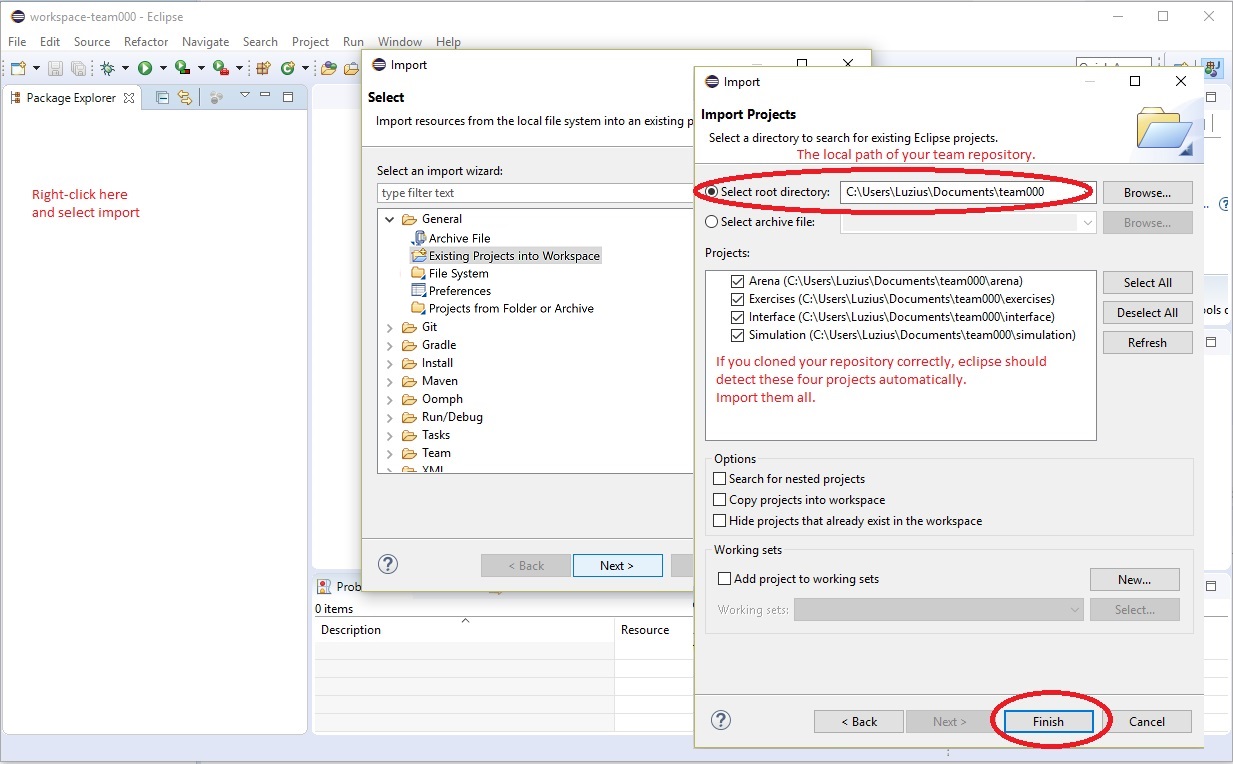 workspace-team000 - Eclipse
File Edit Source Refactor Navigate Search Project Run Window Help
Package Explorer
Right-click here
and select import
Import
Select
Import resources from the local file system into an existing
Select an import wizard:
type filter text
General
Archive File
Existing Projects into Workspace
File System
Preferences
Projects from Folder or Archive
Git
Gradle
Install
Maven
Oomph
Run/Debug
Tasks
Team
XML
< Back Next >
0 items
Description Resource
Import
Import Projects
Select a directory to search for existing Eclipse projects.
The local path of your team repository.
Select root directory: C:\Users\Luzius\Documents\team000 Browse...
Select archive file: Browse...
Projects:
Arena (C:\Users\Luzius\Documents\team000\arena)
Exercises (C:\Users\Luzius\Documents\team000\exercises)
Interface (C:\Users\Luzius\Documents\team000\interface)
Simulation (C:\Users\Luzius\Documents\team000\simulation)
Select All
Deselect All
Refresh
If you cloned your repository correctly, eclipse should
detect these four projects automatically.
Import them all.
Options
Search for nested projects
Copy projects into workspace
Hide projects that already exist in the workspace
Working sets
Add project to working sets New...
Working sets: Select...
< Back Next > Finish Cancel